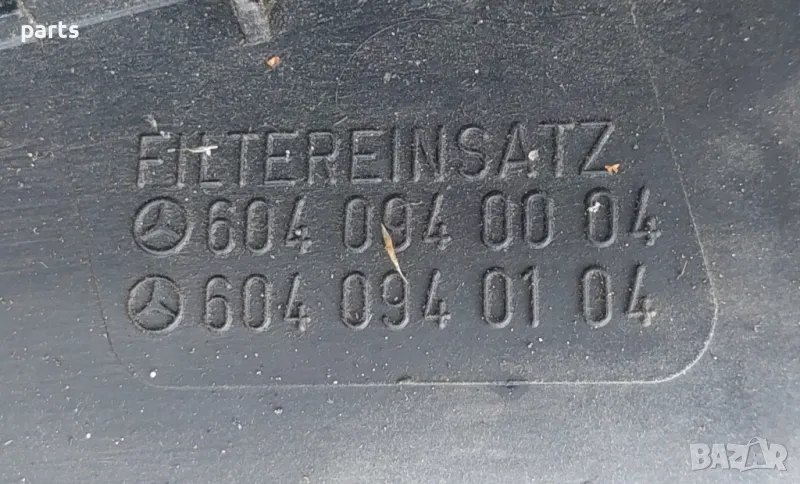 parts
FILTEREINSATZ
604 094 00 04
604 094 01 04
BAZAR